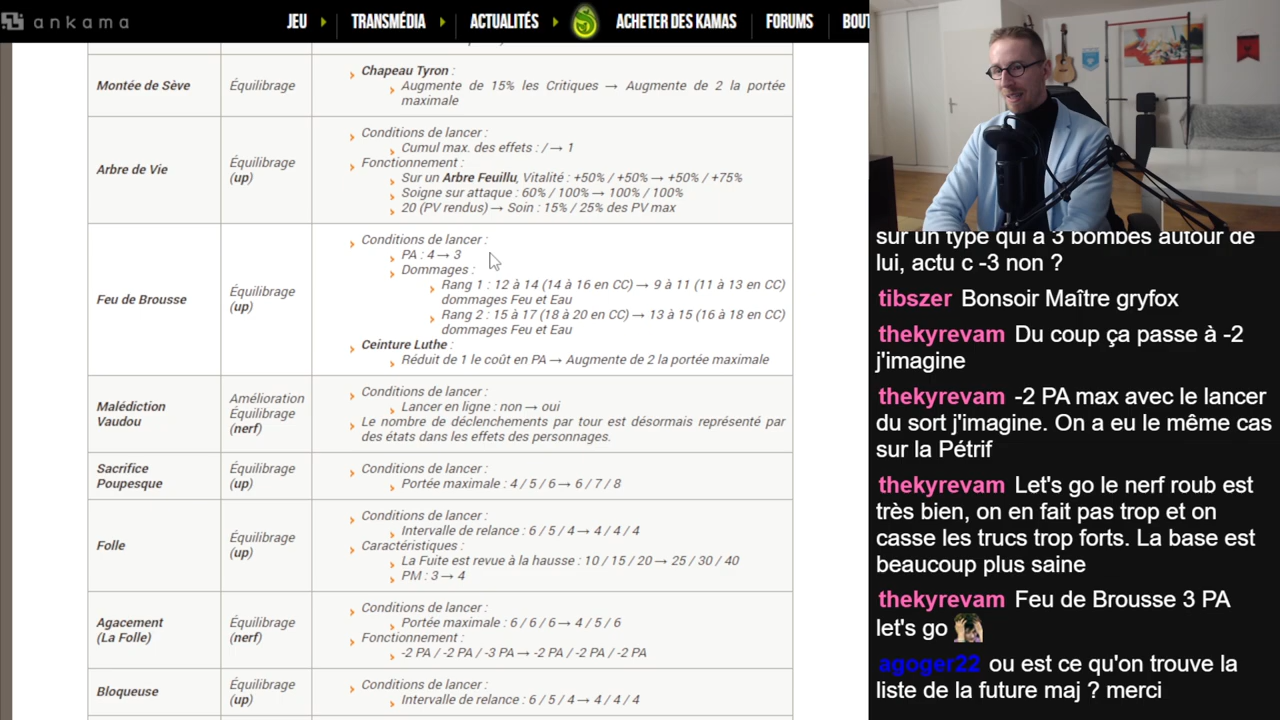 ankama
JEU
TRANSMÉDIA
ACTUALITÉS
ACHETER DES KAMAS
FORUMS
BOUT
Montée de Sève
Équilibrage
Chapeau Tyron :
Augmente de 15% les Critiques → Augmente de 2 la portée
maximale
Arbre de Vie
Équilibrage
(up)
Conditions de lancer :
Cumul max. des effets : / → 1
Fonctionnement :
Sur un Arbre Feuillu, Vitalité : +50% / +50% → +50% / +75%
Soigne sur attaque : 60% / 100% → 100% / 100%
20 (PV rendus) → Soin : 15% / 25% des PV max
Feu de Brousse
Équilibrage
(up)
Conditions de lancer :
PA : 4 → 3
Dommages :
Rang 1 : 12 à 14 (14 à 16 en CC) → 9 à 11 (11 à 13 en CC)
dommages Feu et Eau
Rang 2 : 15 à 17 (18 à 20 en CC) → 13 à 15 (16 à 18 en CC)
dommages Feu et Eau
Ceinture Luthe :
Réduit de 1 le coût en PA → Augmente de 2 la portée maximale
Malédiction
Vaudou
Amélioration
Équilibrage
(nerf)
Conditions de lancer :
Lancer en ligne : non → oui
Le nombre de déclenchements par tour est désormais représenté par
des états dans les effets des personnages.
Sacrifice
Poupesque
Équilibrage
(up)
Conditions de lancer :
Portée maximale : 4 / 5 / 6 → 6 / 7 / 8
Folle
Équilibrage
(up)
Conditions de lancer :
Intervalle de relance : 6 / 5 / 4 → 4 / 4 / 4
Caractéristiques :
La Fuite est revue à la hausse : 10 / 15 / 20 → 25 / 30 / 40
PM : 3 → 4
Agacement
(La Folle)
Équilibrage
(nerf)
Conditions de lancer :
Portée maximale : 6 / 6 / 6 → 4 / 5 / 6
Fonctionnement :
-2 PA / -2 PA / -3 PA → -2 PA / -2 PA / -2 PA
Bloqueuse
Équilibrage
(up)
Conditions de lancer :
Intervalle de relance : 6 / 5 / 4 → 4 / 4 / 4
sur un type qui a 3 bombes autour de
lui, actu c -3 non ?
tibszer Bonsoir Maître gryfox
thekyrevam Du coup ça passe à -2
j'imagine
thekyrevam -2 PA max avec le lancer
du sort j'imagine. On a eu le même cas
sur la Pétrif
thekyrevam Let's go le nerf roub est
très bien, on en fait pas trop et on
casse les trucs trop forts. La base est
beaucoup plus saine
thekyrevam Feu de Brousse 3 PA
let's go
agoger22 ou est ce qu'on trouve la
liste de la future maj ? merci